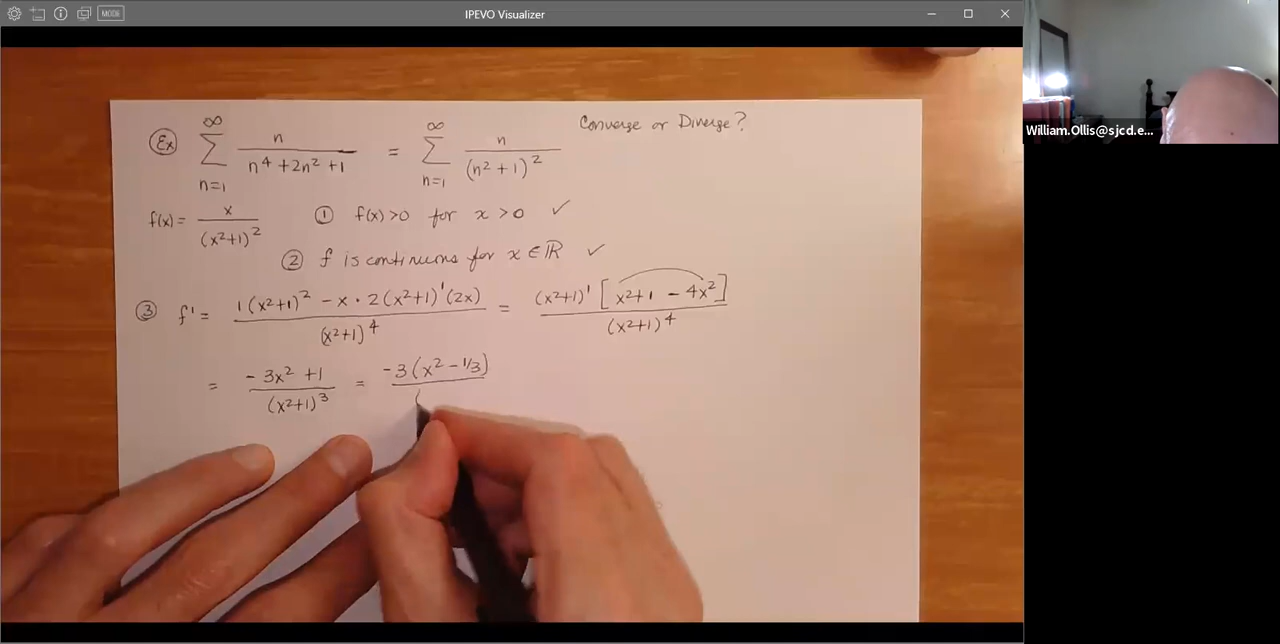 MODE IPEVO Visualizer
William.Ollis@sjcd.e...
Ex ∞ ∑ n=1 n / n⁴ + 2n² + 1 = ∞ ∑ n=1 n / (n² + 1)² Converge or Diverge?
f(x) = x / (x²+1)² ① f(x) > 0 for x > 0 ✓
② f is continuous for x ∈ ℝ ✓
③ f' = 1(x²+1)² - x · 2(x²+1)¹(2x) / (x²+1)⁴ = (x²+1)¹ [x²+1 - 4x²] / (x²+1)⁴
= -3x² + 1 / (x²+1)³ = -3(x² - 1/3) / (